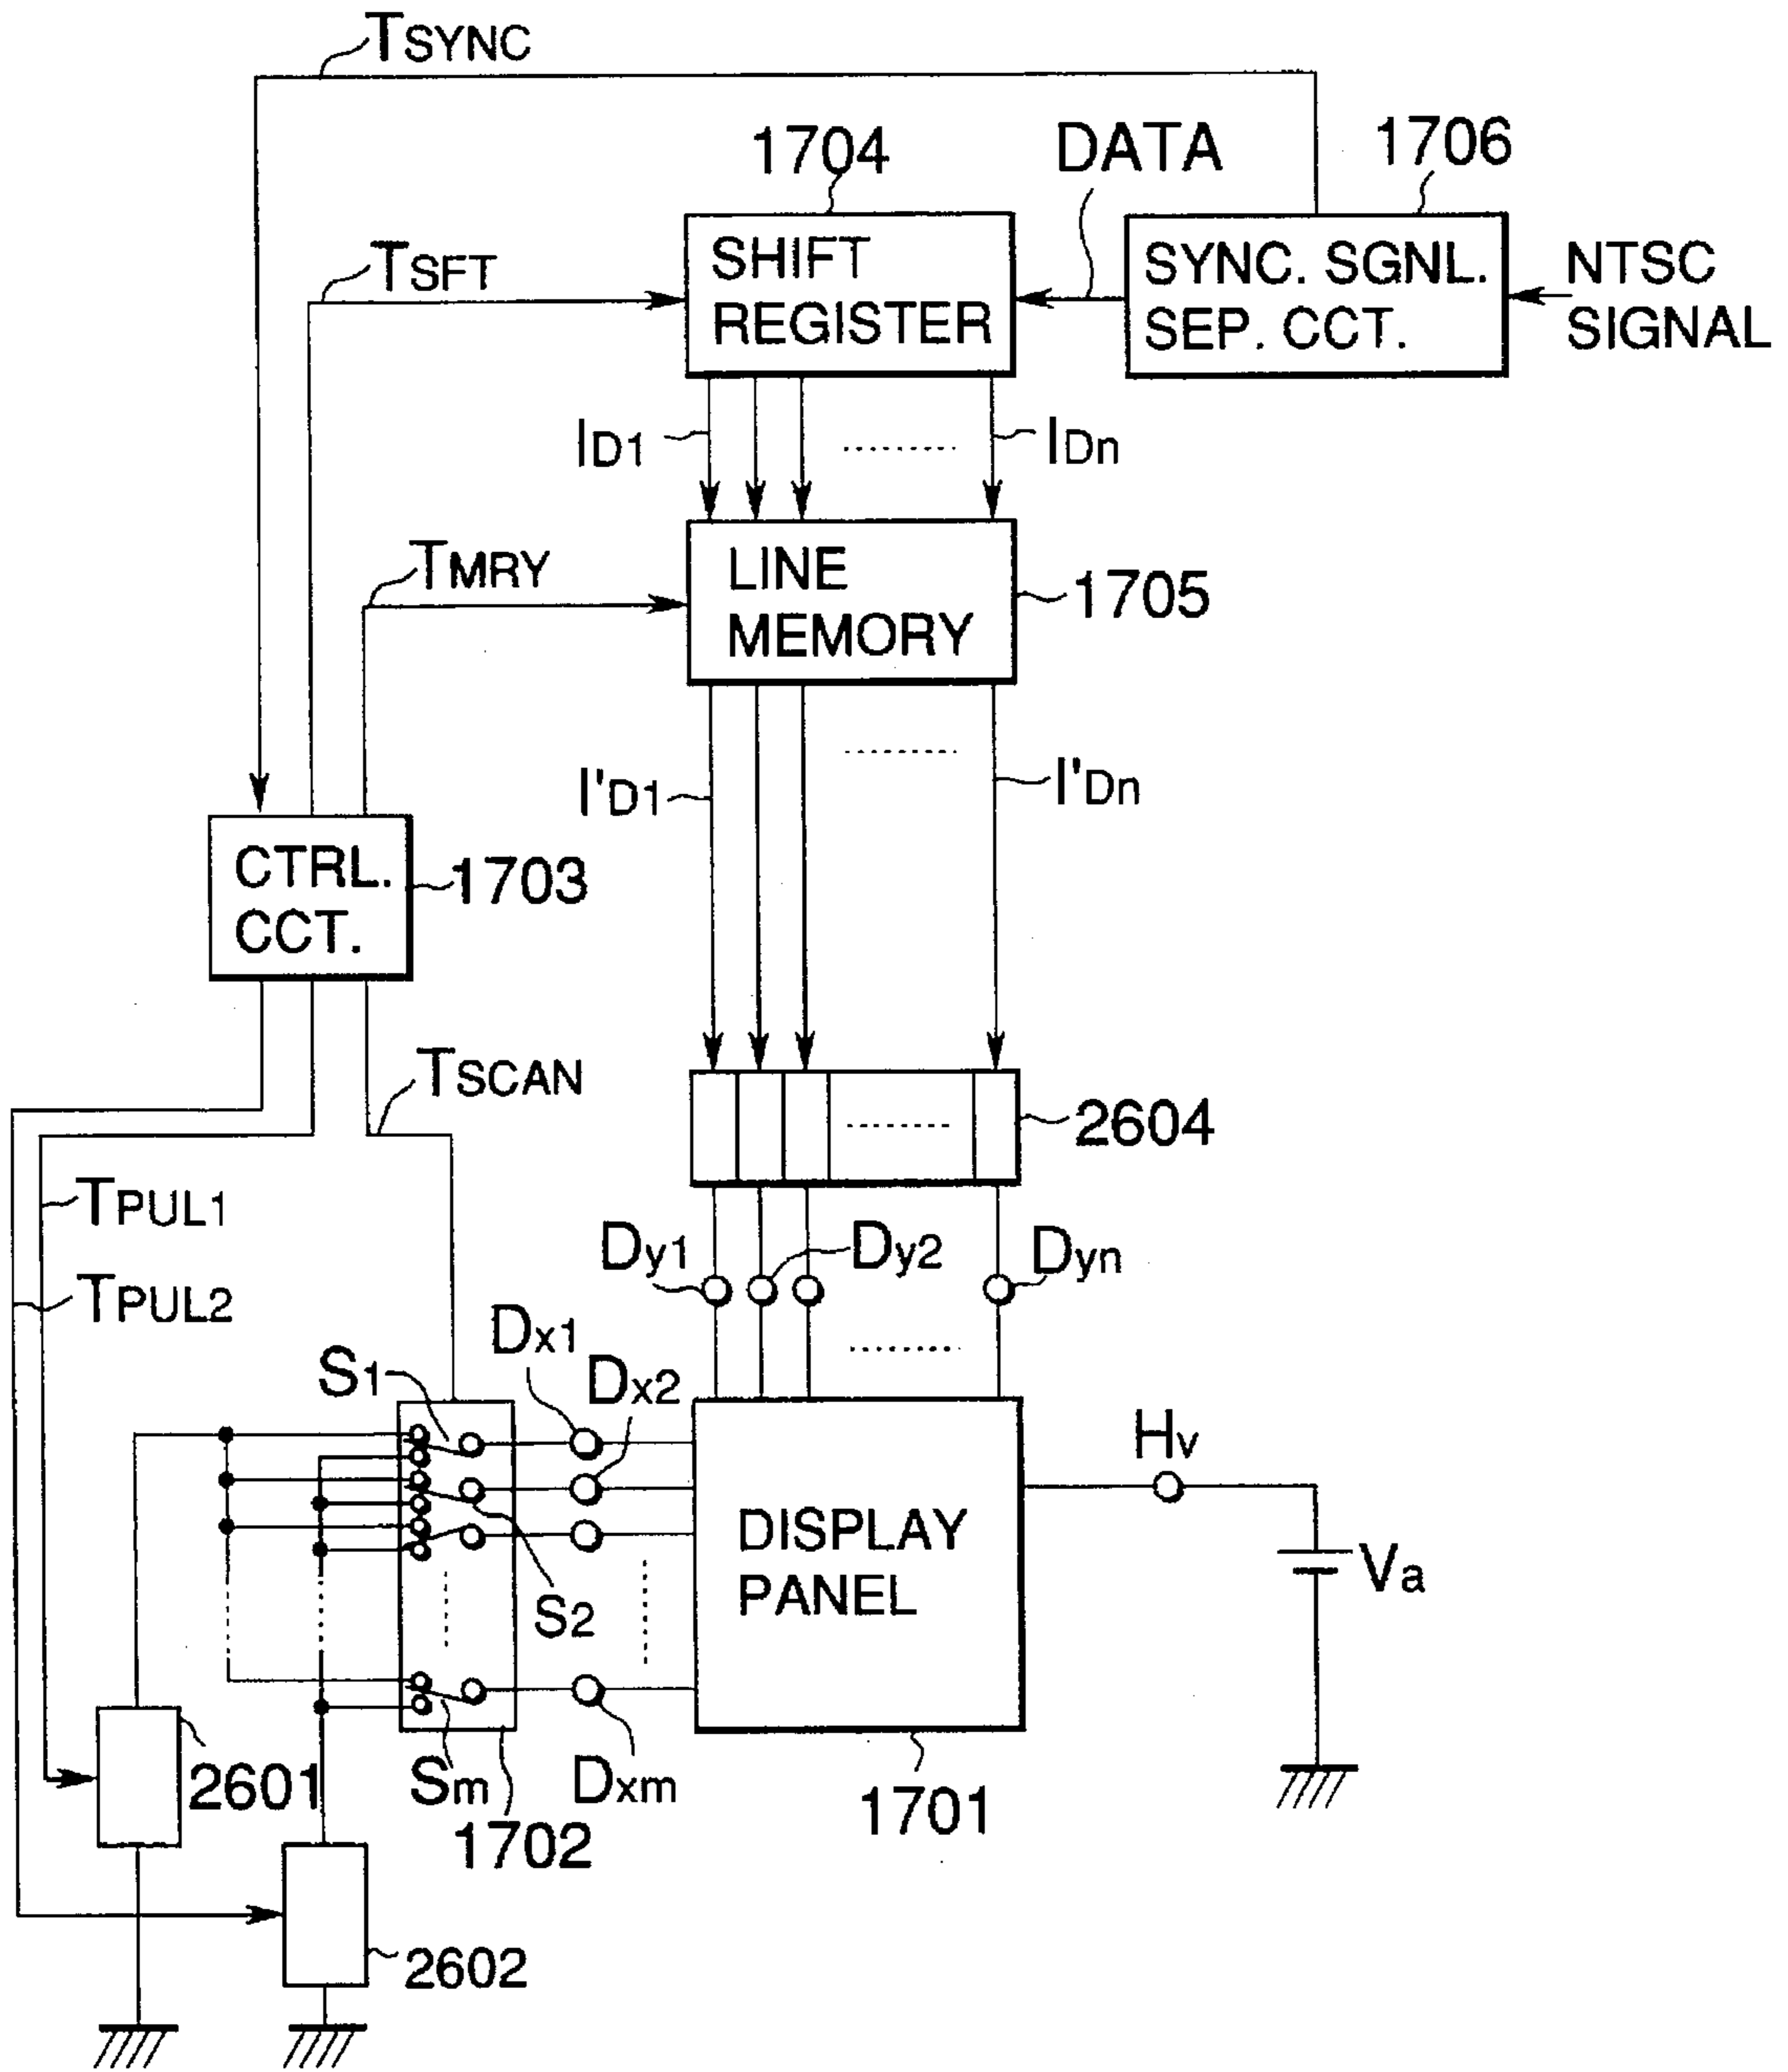 TSYNC
1704
DATA
1706
TSFT
SHIFT
REGISTER
SYNC. SGNL.
SEP. CCT.
NTSC
SIGNAL
ID1
IDn
TMRY
LINE
MEMORY
1705
I'D1
I'Dn
CTRL.
CCT.
1703
TSCAN
2604
TPUL1
TPUL2
Dy1
Dy2
Dyn
S1
Dx1
Dx2
Hv
DISPLAY
PANEL
Va
S2
Sm
Dxm
2601
1702
1701
2602